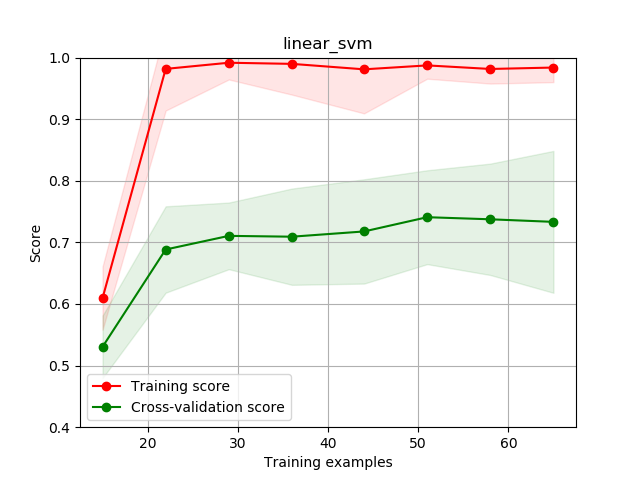 linear_svm
1.0
0.9
0.8
0.7
0.6
0.5
0.4
Score
Training score
Cross-validation score
20 30 40 50 60
Training examples